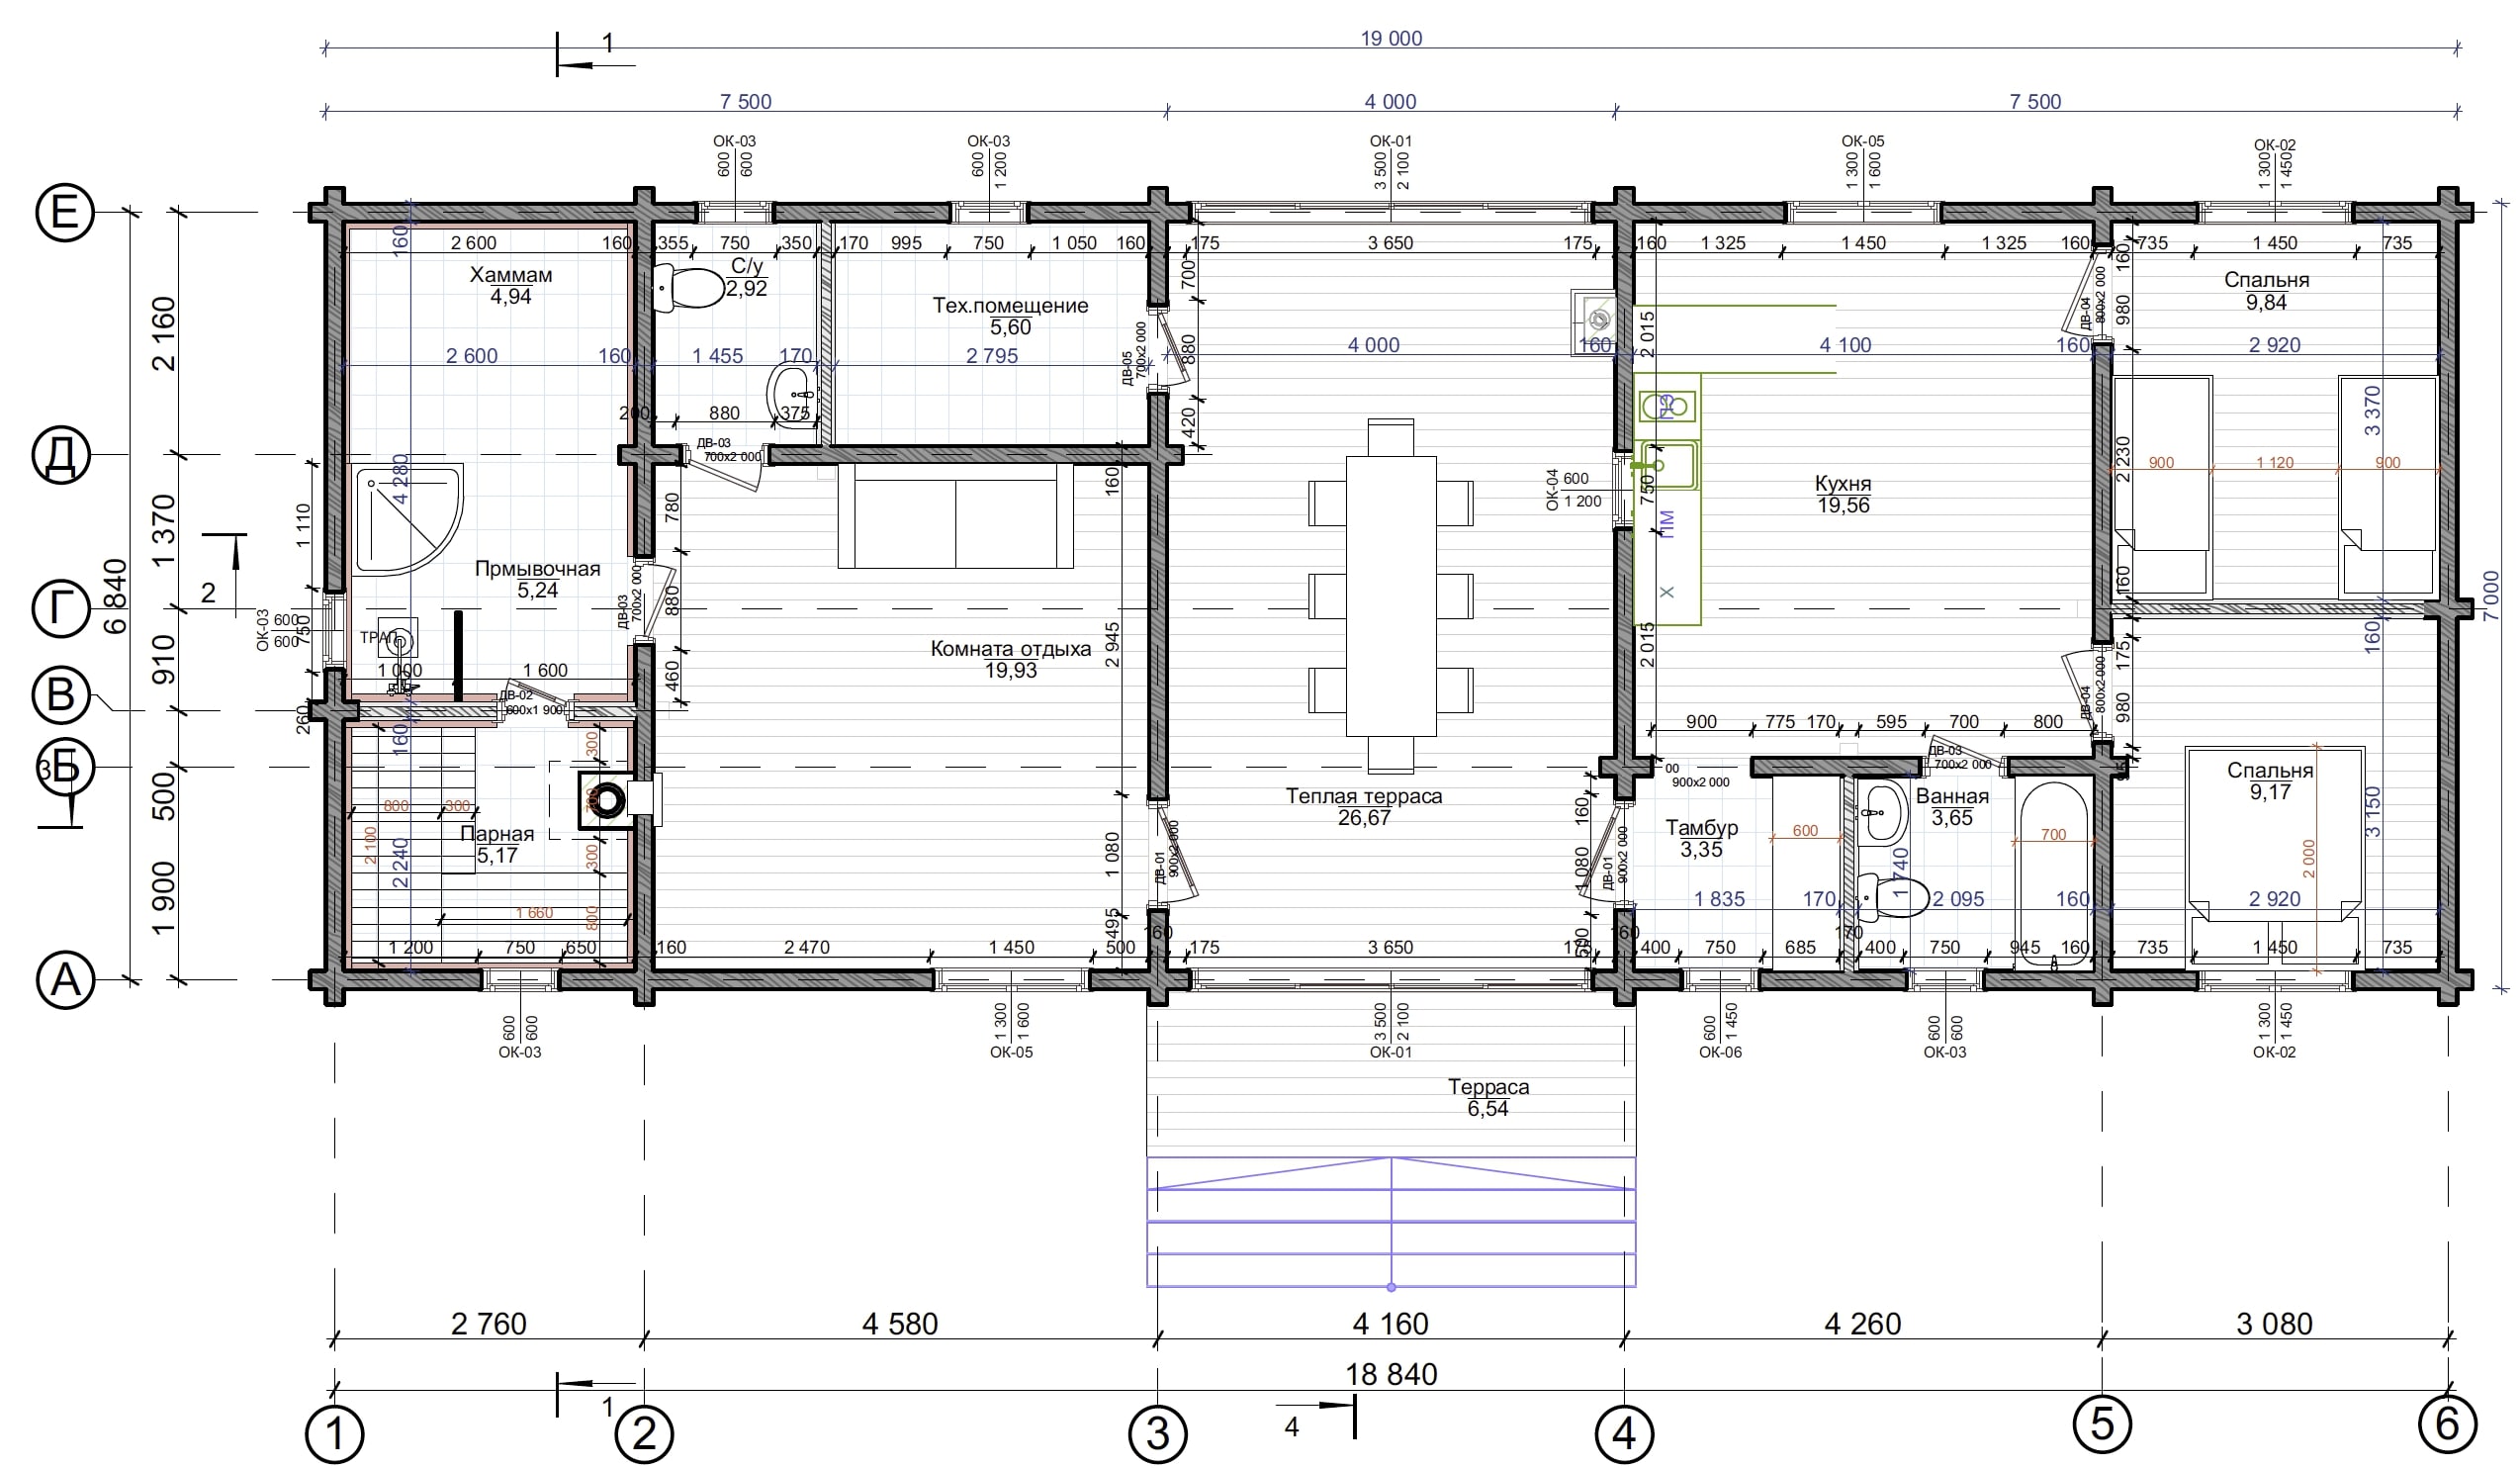 1
19 000
7 500 4 000 7 500
ОК-03 ОК-03 ОК-01 ОК-05 ОК-02
600 600 600 1 200 3 500 2 100 1 300 1 600 1 300 1 450
Е
2 600 160 355 750 350 170 995 750 1 050 160 175 3 650 175 160 1 325 1 450 1 325 160 735 1 450 735
160
Хаммам
4,94
С/у
2,92
Тех.помещение
5,60
Спальня
9,84
700
160
980
ДВ-04
800х2 000
2 160
2 015
880
ДВ-05
700х2 000
2 600 160 1 455 170 2 795 4 000 160 4 100 160 2 920
200 880 375
420
3 370
ПЭ
Д
ДВ-03
700х2 000
4 280
160
2 230
900 1 120 900
ОК-04
600
1 200
750
Кухня
19,56
1 110
780
1 370
ПМ
2
Прмывочная
5,24
ДВ-03
700х2 000
880
160
Х
Г
6 840
7 000
ОК-03
600
600
750
ТРАП
2 945
Комната отдыха
19,93
2 015
175
160
910
1 000 1 600
460
В
ДВ-02
600х1 900
260
ДВ-04
800х2 000
980
900 775 170 595 700 800
160
300
ДВ-03
700х2 000
Б
3
00
900х2 000
Спальня
9,17
500
800 300
700
Теплая терраса
26,67
160
Ванная
3,65
3 150
Тамбур
3,35
600
700
Парная
5,17
2 100
2 240
300
1 080
ДВ-01
900х2 000
1 080
ДВ-01
900х2 000
1 740
2 000
1 900
1 660
800
495
1 835 170 2 095 160 2 920
160
500
160
170
1 200 750 650 160 2 470 1 450 500 175 3 650 175 400 750 685 400 750 945 160 735 1 450 735
А
600 600 1 300 1 600 3 500 2 100 600 1 450 600 600 1 300 1 450
ОК-03 ОК-05 ОК-01 ОК-06 ОК-03 ОК-02
Терраса
6,54
2 760 4 580 4 160 4 260 3 080
18 840
1
4
1 2 3 4 5 6